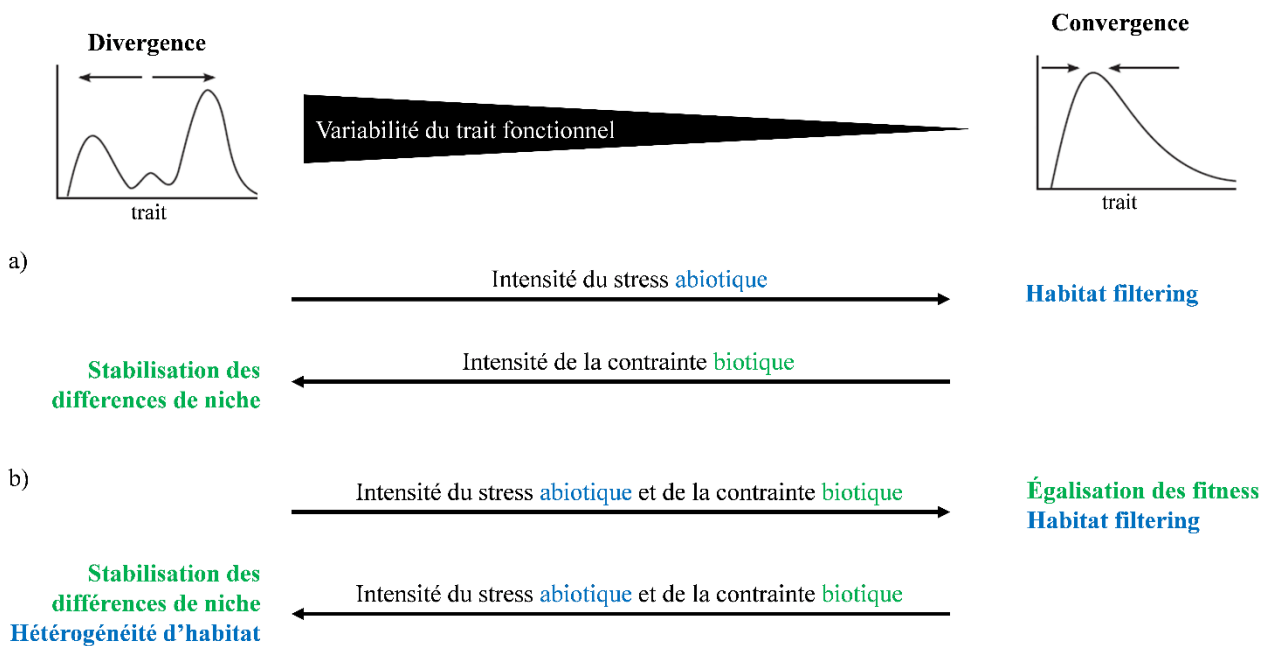 Divergence
Convergence
Variabilité du trait fonctionnel
trait
trait
a)
Intensité du stress abiotique
Habitat filtering
Intensité de la contrainte biotique
Stabilisation des
differences de niche
b)
Intensité du stress abiotique et de la contrainte biotique
Égalisation des fitness
Habitat filtering
Stabilisation des
différences de niche
Hétérogénéité d’habitat
Intensité du stress abiotique et de la contrainte biotique